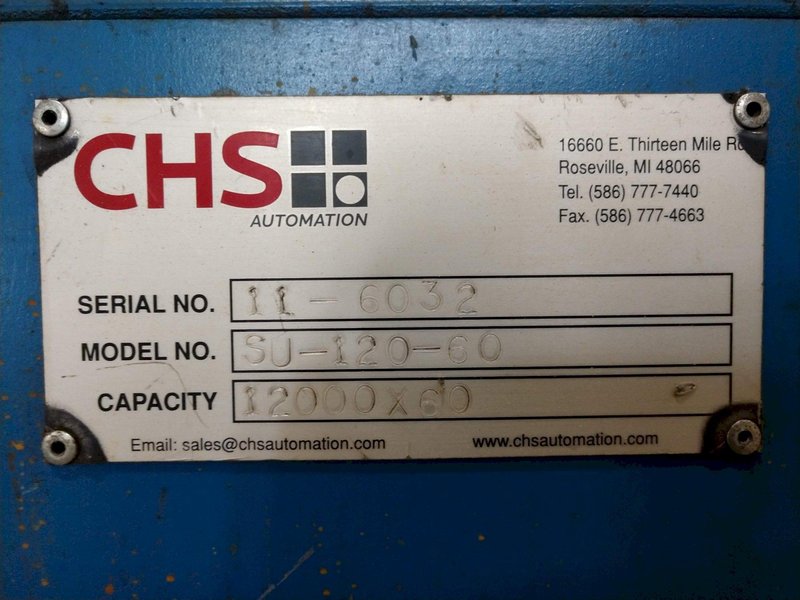 CHS
AUTOMATION
16660 E. Thirteen Mile Rd
Roseville, MI 48066
Tel. (586) 777-7440
Fax. (586) 777-4663
SERIAL NO. 11-6032
MODEL NO. SU-120-60
CAPACITY 12000X60
Email: sales@chsautomation.com www.chsautomation.com